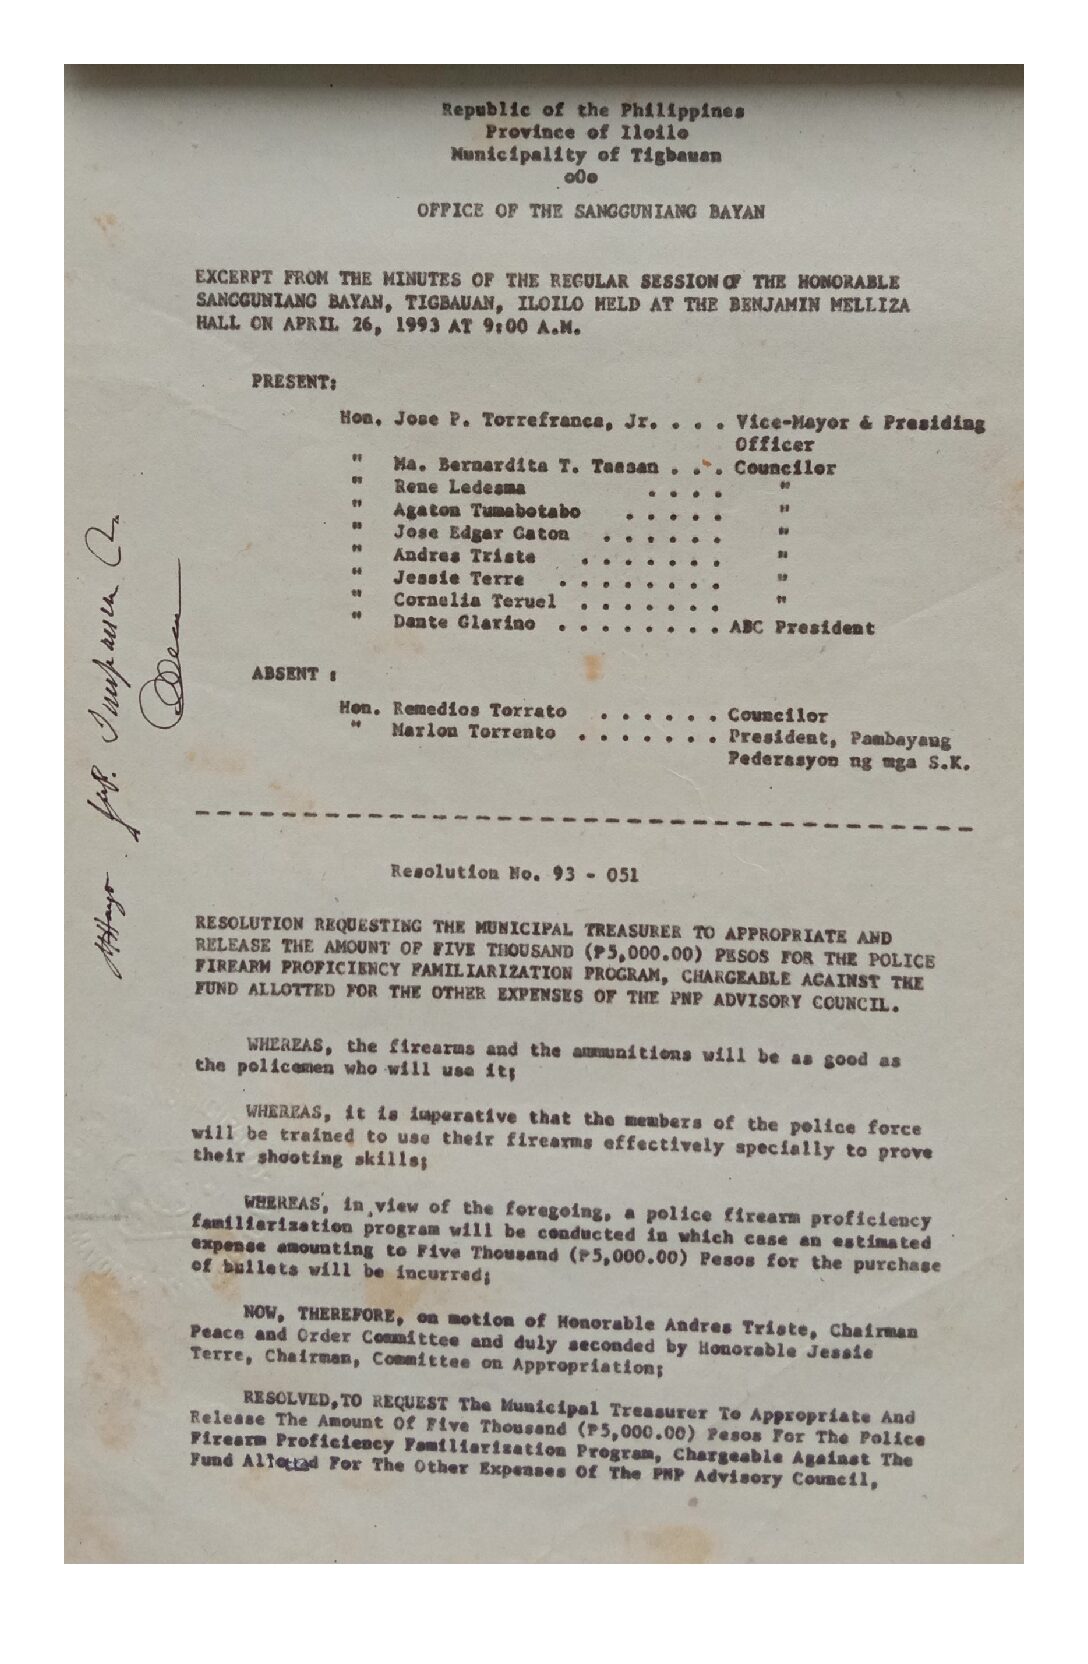 Republic of the Philippines
Province of Iloilo
Municipality of Tigbauan
oOo
OFFICE OF THE SANGGUNIANG BAYAN
EXCERPT FROM THE MINUTES OF THE REGULAR SESSION OF THE HONORABLE
SANGGUNIANG BAYAN, TIGBAUAN, ILOILO HELD AT THE BENJAMIN MELLIZA
HALL ON APRIL 26, 1993 AT 9:00 A.M.
PRESENT:
Hon. Jose P. Torrefranca, Jr. . . . Vice-Mayor & Presiding
Officer
" Ma. Bernardita T. Taasan . . . Councilor
" Rene Ledesma . . . . "
" Agaton Tumabotabo . . . . . "
" Jose Edgar Gaton . . . . . . "
" Andres Triste . . . . . . . "
" Jessie Terre . . . . . . . . "
" Cornelia Teruel . . . . . . . "
" Dante Glarino . . . . . . . . ABC President
ABSENT :
Hon. Remedios Torrato . . . . . . Councilor
" Marlon Torrento . . . . . . . President, Pambayang
Pederasyon ng mga S.K.
Resolution No. 93 - 051
RESOLUTION REQUESTING THE MUNICIPAL TREASURER TO APPROPRIATE AND
RELEASE THE AMOUNT OF FIVE THOUSAND (₱5,000.00) PESOS FOR THE POLICE
FIREARM PROFICIENCY FAMILIARIZATION PROGRAM, CHARGEABLE AGAINST THE
FUND ALLOTTED FOR THE OTHER EXPENSES OF THE PNP ADVISORY COUNCIL.
WHEREAS, the firearms and the ammunitions will be as good as
the policemen who will use it;
WHEREAS, it is imperative that the members of the police force
will be trained to use their firearms effectively specially to prove
their shooting skills;
WHEREAS, in view of the foregoing, a police firearm proficiency
familiarization program will be conducted in which case an estimated
expense amounting to Five Thousand (₱5,000.00) Pesos for the purchase
of bullets will be incurred;
NOW, THEREFORE, on motion of Honorable Andres Triste, Chairman
Peace and Order Committee and duly seconded by Honorable Jessie
Terre, Chairman, Committee on Appropriation;
RESOLVED, TO REQUEST The Municipal Treasurer To Appropriate And
Release The Amount Of Five Thousand (₱5,000.00) Pesos For The Police
Firearm Proficiency Familiarization Program, Chargeable Against The
Fund Allotted For The Other Expenses Of The PNP Advisory Council,